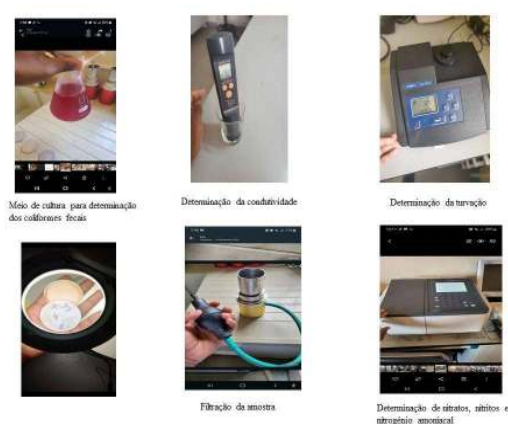 Meio de cultura para determinação
dos coliformes fecais
Determinação da condutividade
Determinação da turvação
Filtração da amostra
Determinação de nitratos, nitritos e
nitrogénio amoniacal